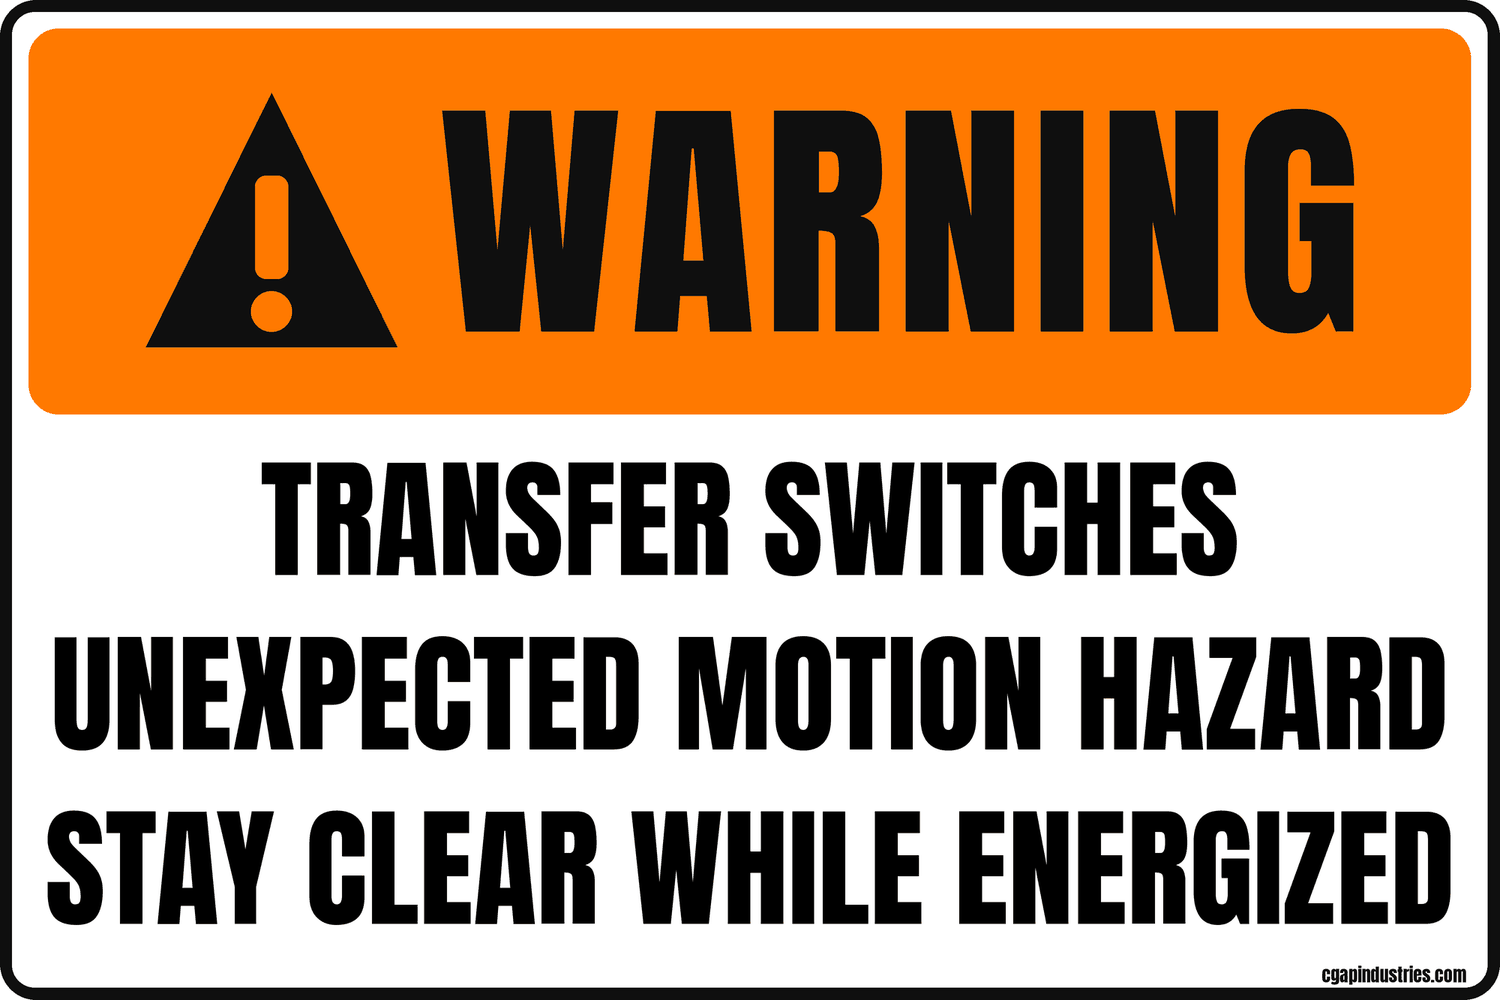 WARNING
TRANSFER SWITCHES
UNEXPECTED MOTION HAZARD
STAY CLEAR WHILE ENERGIZED
cgapindustries.com